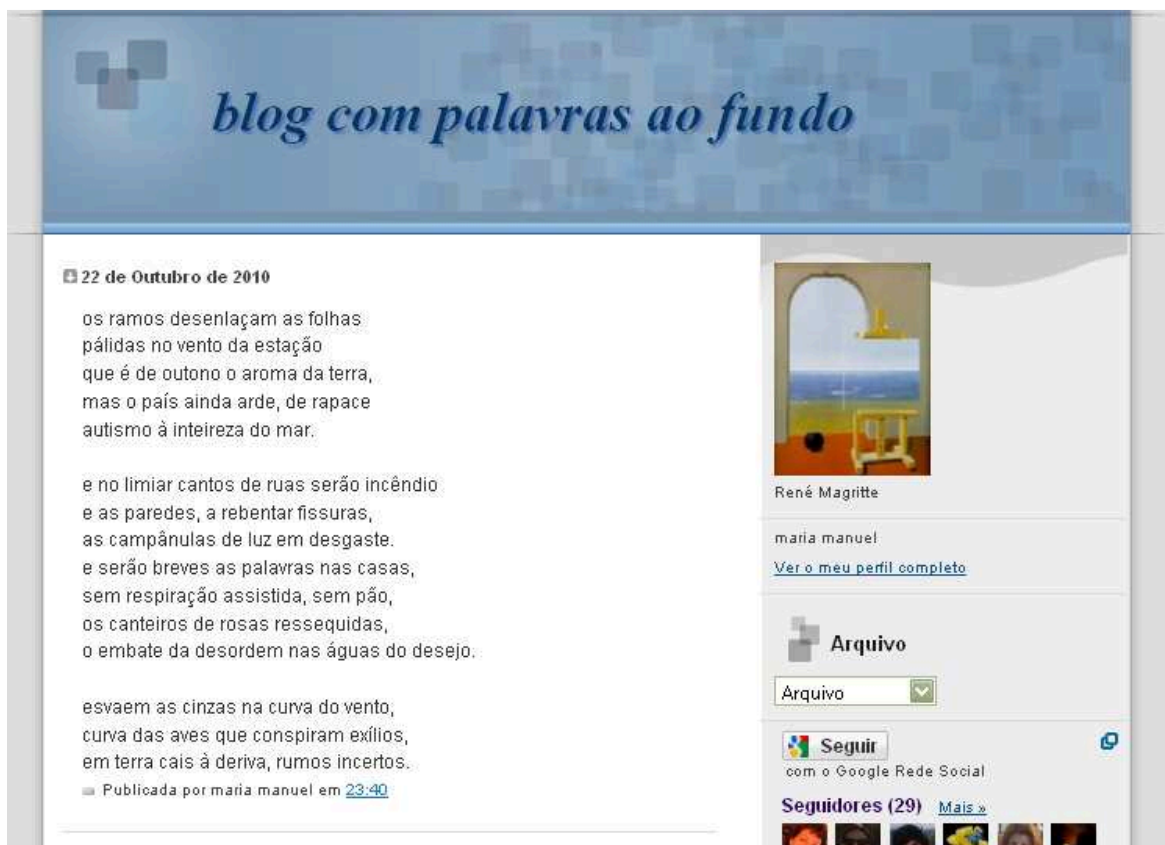 blog com palavras ao fundo
22 de Outubro de 2010
os ramos desenlaçam as folhas
pálidas no vento da estação
que é de outono o aroma da terra,
mas o país ainda arde, de rapace
autismo à inteireza do mar.
e no limiar cantos de ruas serão incêndio
e as paredes, a rebentar fissuras,
as campânulas de luz em desgaste.
e serão breves as palavras nas casas,
sem respiração assistida, sem pão,
os canteiros de rosas ressequidas,
o embate da desordem nas águas do desejo.
esvaem as cinzas na curva do vento,
curva das aves que conspiram exílios,
em terra cais à deriva, rumos incertos.
Publicada por maria manuel em 23:40
René Magritte
maria manuel
Ver o meu perfil completo
Arquivo
Arquivo
Seguir
com o Google Rede Social
Seguidores (29) Mais »